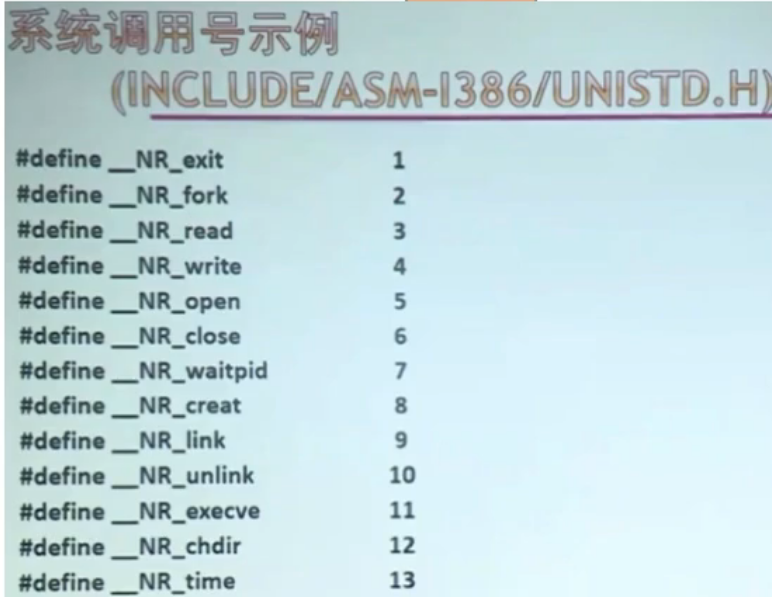 系统调用号示例
(INCLUDE/ASM-I386/UNISTD.H)
#define __NR_exit 1
#define __NR_fork 2
#define __NR_read 3
#define __NR_write 4
#define __NR_open 5
#define __NR_close 6
#define __NR_waitpid 7
#define __NR_creat 8
#define __NR_link 9
#define __NR_unlink 10
#define __NR_execve 11
#define __NR_chdir 12
#define __NR_time 13